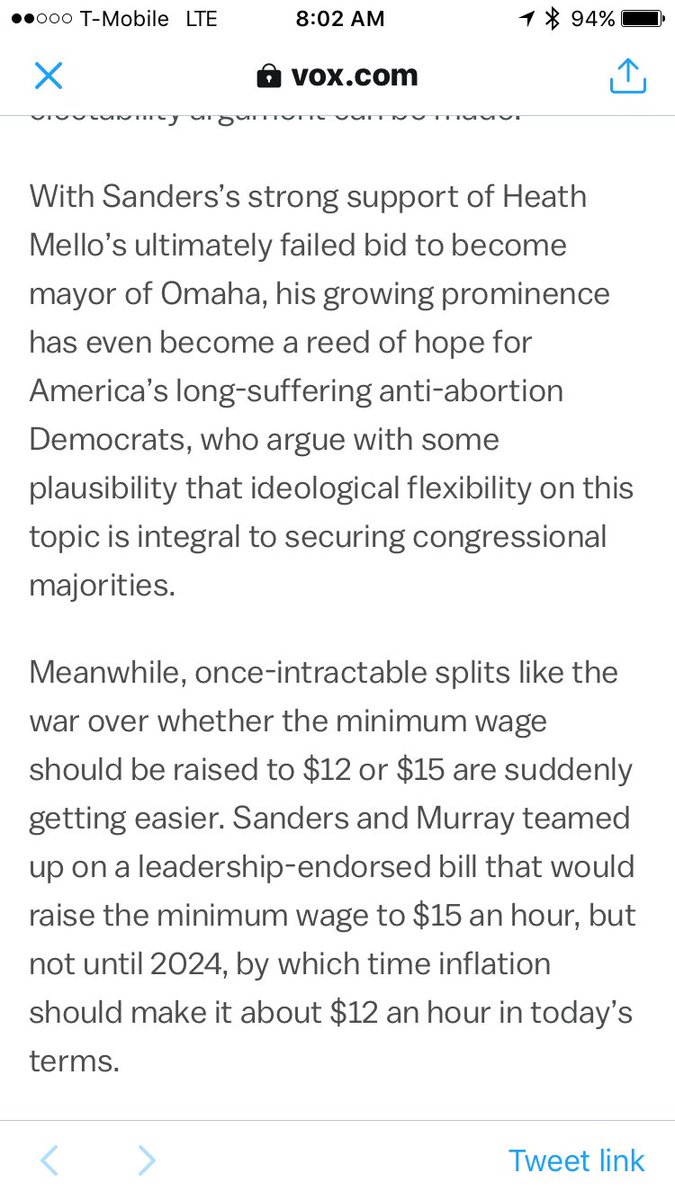 T-Mobile LTE 8:02 AM 94%
vox.com
electability argument can be made.
With Sanders’s strong support of Heath
Mello’s ultimately failed bid to become
mayor of Omaha, his growing prominence
has even become a reed of hope for
America’s long-suffering anti-abortion
Democrats, who argue with some
plausibility that ideological flexibility on this
topic is integral to securing congressional
majorities.
Meanwhile, once-intractable splits like the
war over whether the minimum wage
should be raised to $12 or $15 are suddenly
getting easier. Sanders and Murray teamed
up on a leadership-endorsed bill that would
raise the minimum wage to $15 an hour, but
not until 2024, by which time inflation
should make it about $12 an hour in today’s
terms.
Tweet link